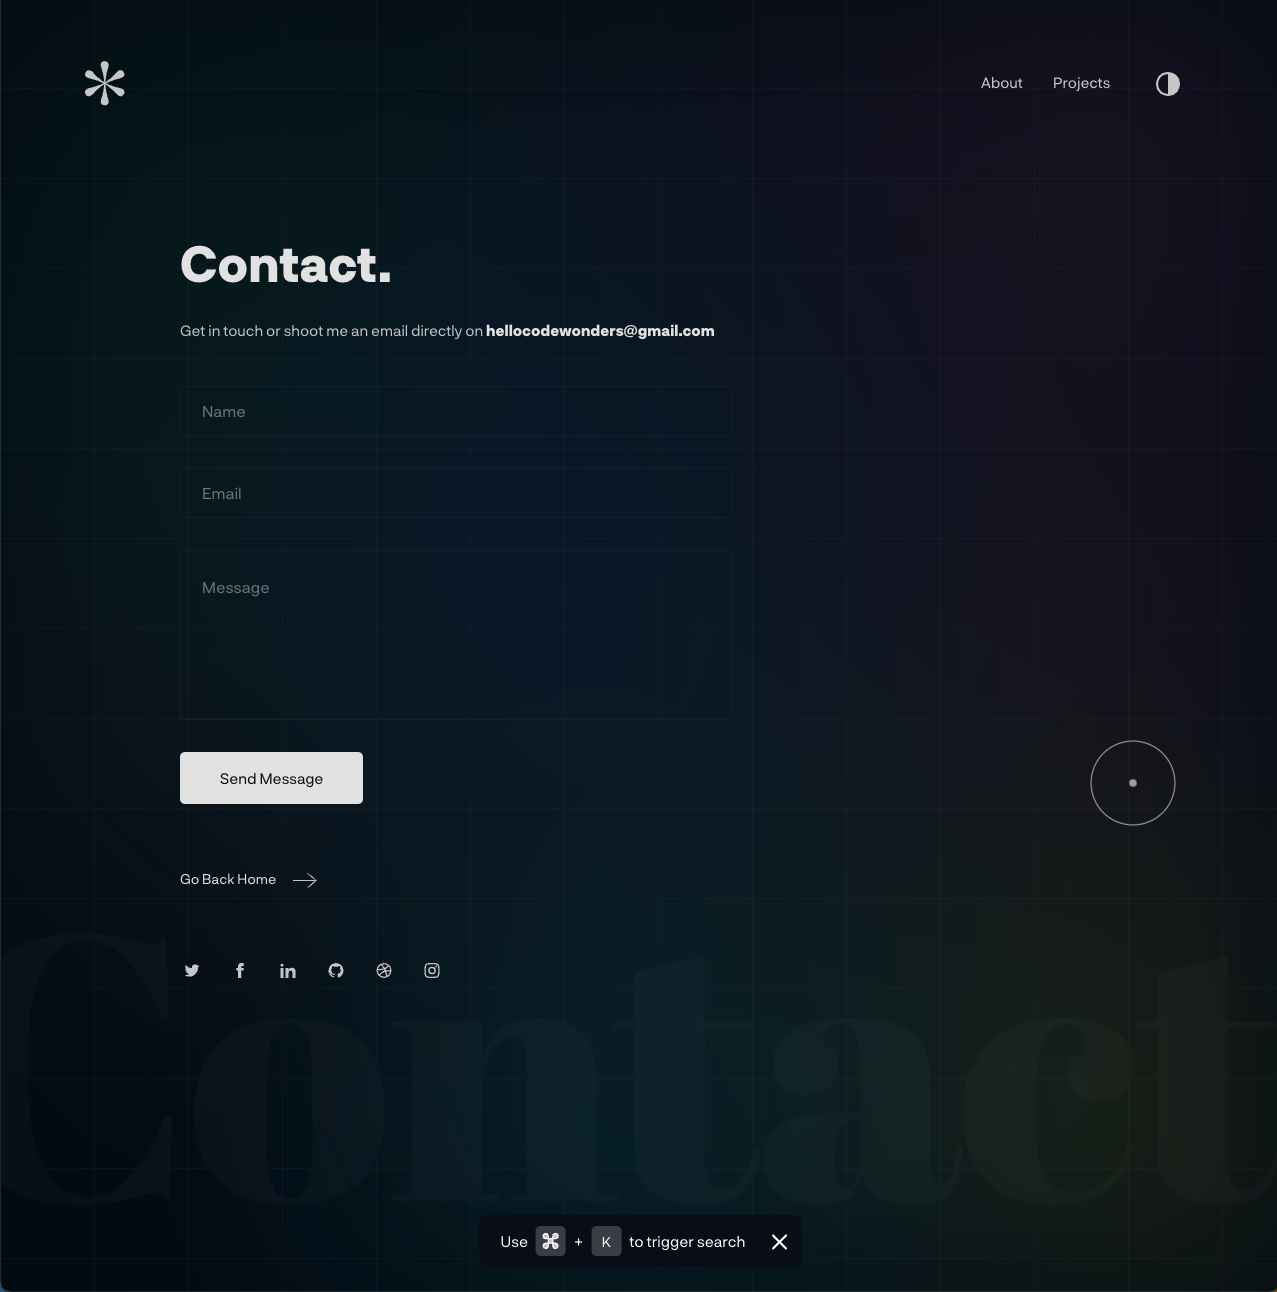 About Projects
Contact.
Get in touch or shoot me an email directly on hellocodewonders@gmail.com
Name
Email
Message
Send Message
Go Back Home
Contact
Use ⌘ + K to trigger search